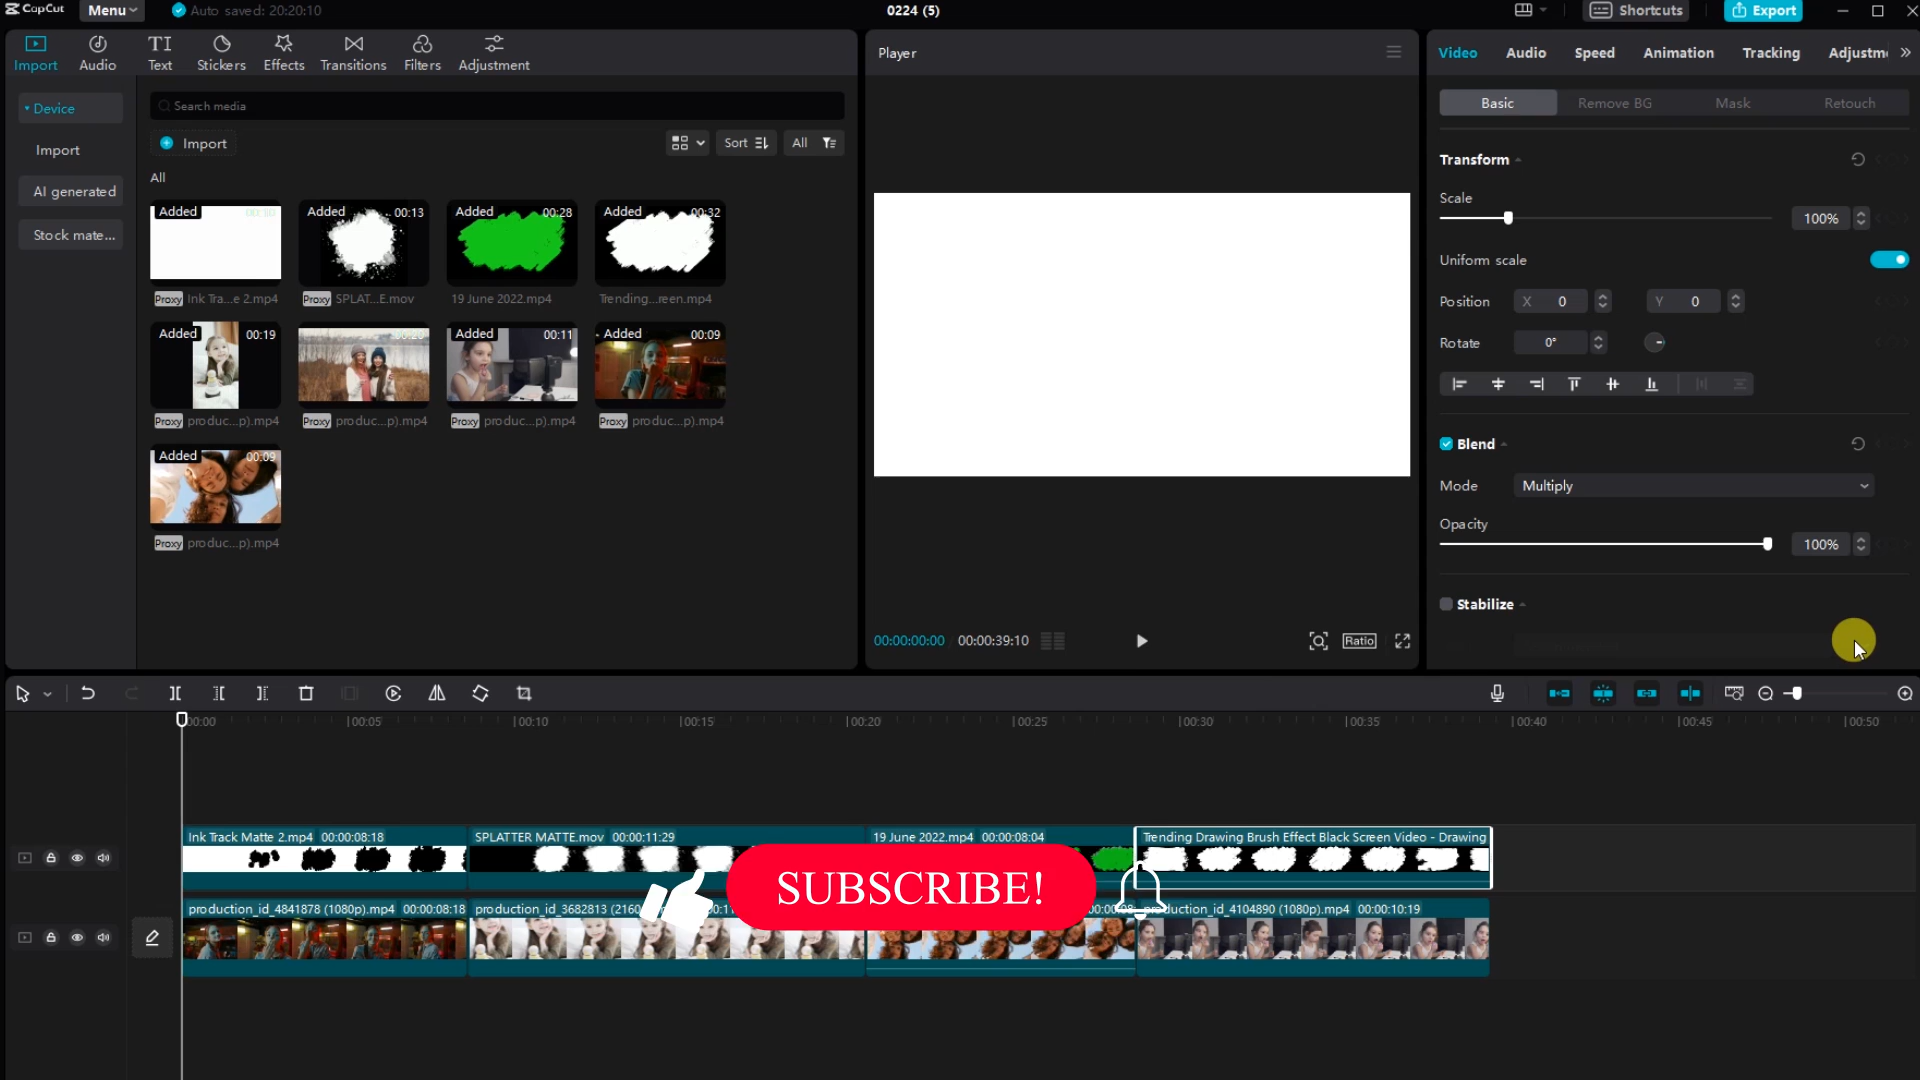 CapCut
Menu
Auto saved: 20:20:10
0224 (5)
Shortcuts
Export
Import
Audio
Text
Stickers
Effects
Transitions
Filters
Adjustment
Player
Video
Audio
Speed
Animation
Tracking
Adjustm
Device
Import
AI generated
Stock mate...
Search media
Import
Sort
All
All
Added
Added 00:13
Added 00:28
Added 00:32
Proxy Ink Tra...e 2.mp4
Proxy SPLAT...E.mov
19 June 2022.mp4
Trending...reen.mp4
Added 00:19
Added 00:11
Added 00:09
Proxy produc...p).mp4
Proxy produc...p).mp4
Proxy produc...p).mp4
Proxy produc...p).mp4
Added 00:09
Proxy produc...p).mp4
00:00:00:00
00:00:39:10
Ratio
Basic
Remove BG
Mask
Retouch
Transform
Scale
100%
Uniform scale
Position
X 0
Y 0
Rotate
0°
Blend
Mode
Multiply
Opacity
100%
Stabilize
00:00
00:05
00:10
00:15
00:20
00:25
00:30
00:35
00:40
00:45
00:50
Ink Track Matte 2.mp4 00:00:08:18
SPLATTER MATTE.mov 00:00:11:29
19 June 2022.mp4 00:00:08:04
Trending Drawing Brush Effect Black Screen Video - Drawing
SUBSCRIBE!
production_id_4841878 (1080p).mp4 00:00:08:18
production_id_3682813 (2160
duction_id_4104890 (1080p).mp4 00:00:10:19